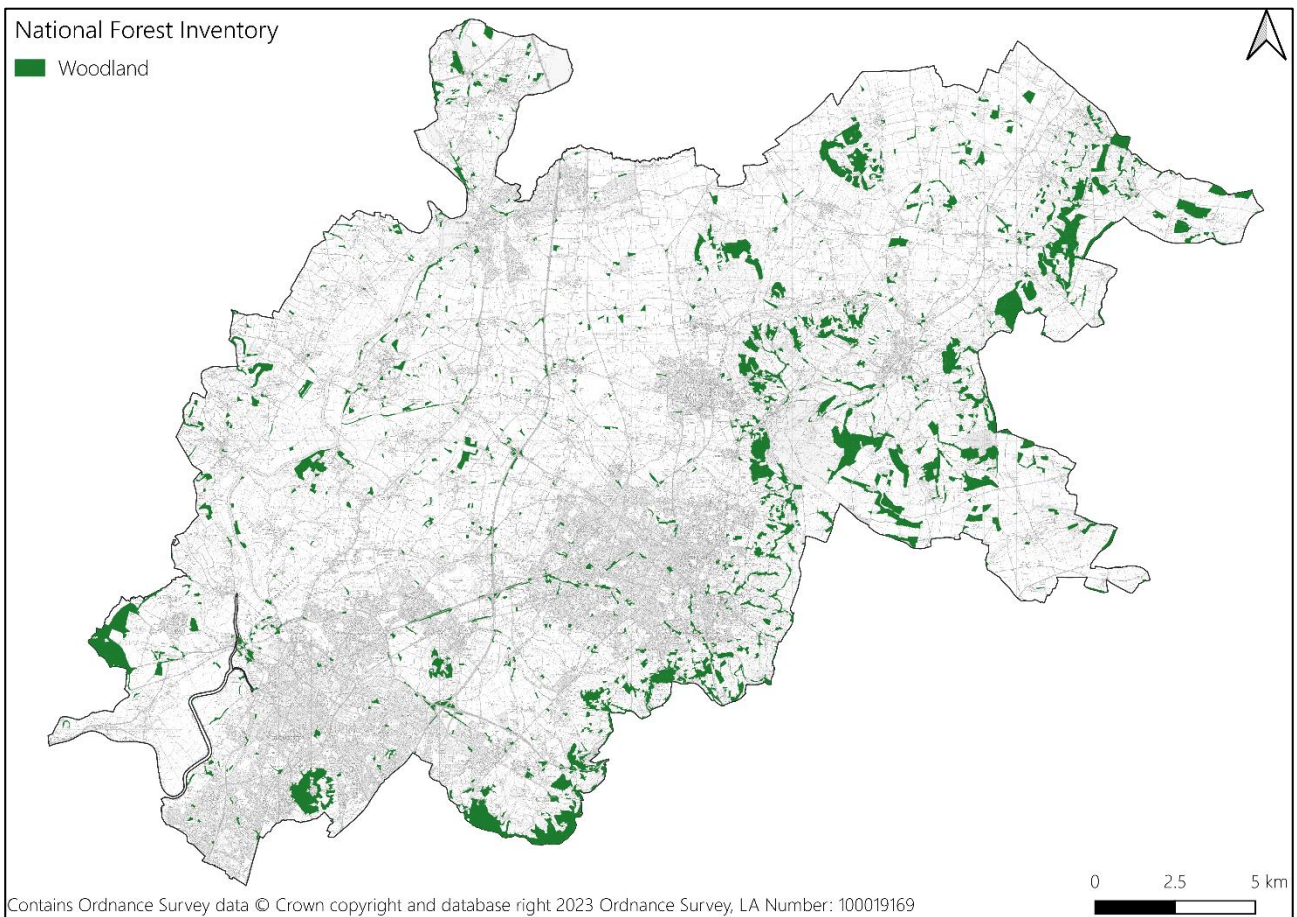 National Forest Inventory
Woodland
0 2.5 5 km
Contains Ordnance Survey data © Crown copyright and database right 2023 Ordnance Survey, LA Number: 100019169